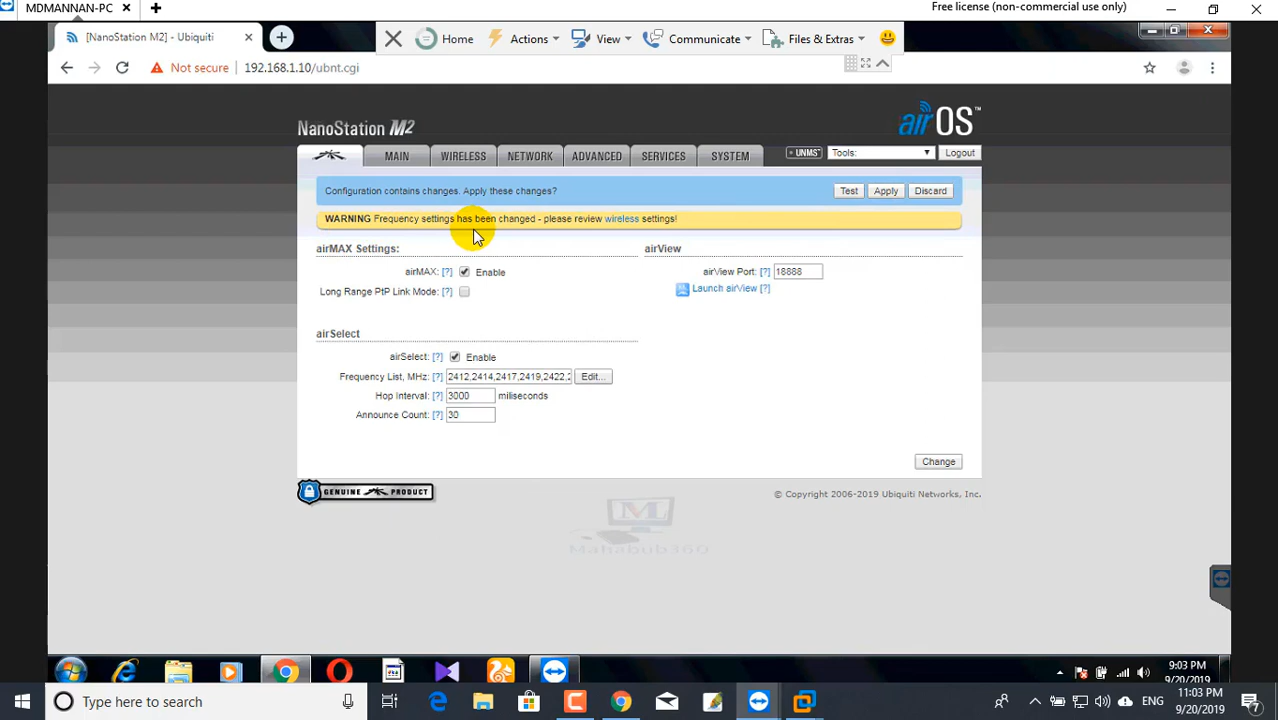 MDMANNAN-PC
Free license (non-commercial use only)
[NanoStation M2] - Ubiquiti
Home Actions View Communicate Files & Extras
Not secure 192.168.1.10/ubnt.cgi
NanoStation M2
airOS™
MAIN WIRELESS NETWORK ADVANCED SERVICES SYSTEM UNMS™ Tools: Logout
Configuration contains changes. Apply these changes? Test Apply Discard
WARNING Frequency settings has been changed - please review wireless settings!
airMAX Settings:
airMAX: [?] Enable
Long Range PtP Link Mode: [?]
airView
airView Port: [?] 18888
Launch airView [?]
airSelect
airSelect: [?] Enable
Frequency List, MHz: [?] 2412,2414,2417,2419,2422,2 Edit...
Hop Interval: [?] 3000 miliseconds
Announce Count: [?] 30
Change
GENUINE PRODUCT
© Copyright 2006-2019 Ubiquiti Networks, Inc.
Mahabub360
9:03 PM
9/20/2019
Type here to search
ENG
11:03 PM
9/20/2019
7